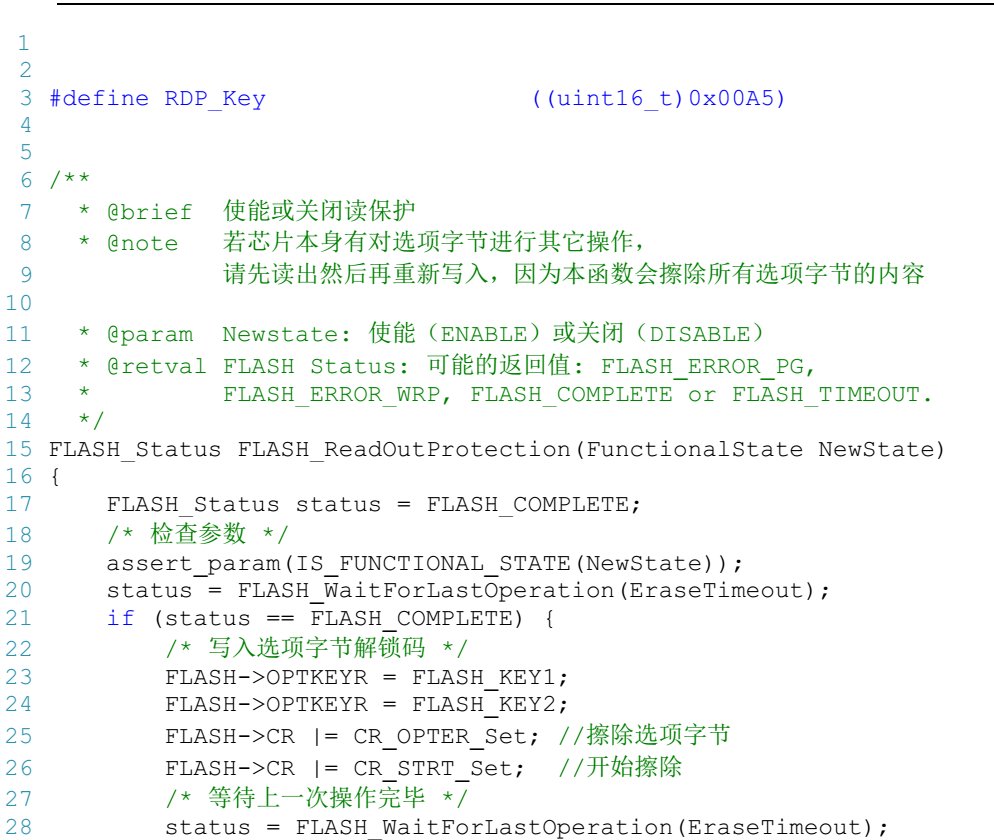 1
2
3 #define RDP_Key                  ((uint16_t)0x00A5)
4
5
6 /**
7   * @brief  使能或关闭读保护
8   * @note   若芯片本身有对选项字节进行其它操作，
9             请先读出然后再重新写入，因为本函数会擦除所有选项字节的内容
10
11   * @param  Newstate: 使能（ENABLE）或关闭（DISABLE）
12   * @retval FLASH Status: 可能的返回值: FLASH_ERROR_PG,
13   *         FLASH_ERROR_WRP, FLASH_COMPLETE or FLASH_TIMEOUT.
14   */
15 FLASH_Status FLASH_ReadOutProtection(FunctionalState NewState)
16 {
17     FLASH_Status status = FLASH_COMPLETE;
18     /* 检查参数 */
19     assert_param(IS_FUNCTIONAL_STATE(NewState));
20     status = FLASH_WaitForLastOperation(EraseTimeout);
21     if (status == FLASH_COMPLETE) {
22         /* 写入选项字节解锁码 */
23         FLASH->OPTKEYR = FLASH_KEY1;
24         FLASH->OPTKEYR = FLASH_KEY2;
25         FLASH->CR |= CR_OPTER_Set; //擦除选项字节
26         FLASH->CR |= CR_STRT_Set;  //开始擦除
27         /* 等待上一次操作完毕 */
28         status = FLASH_WaitForLastOperation(EraseTimeout);